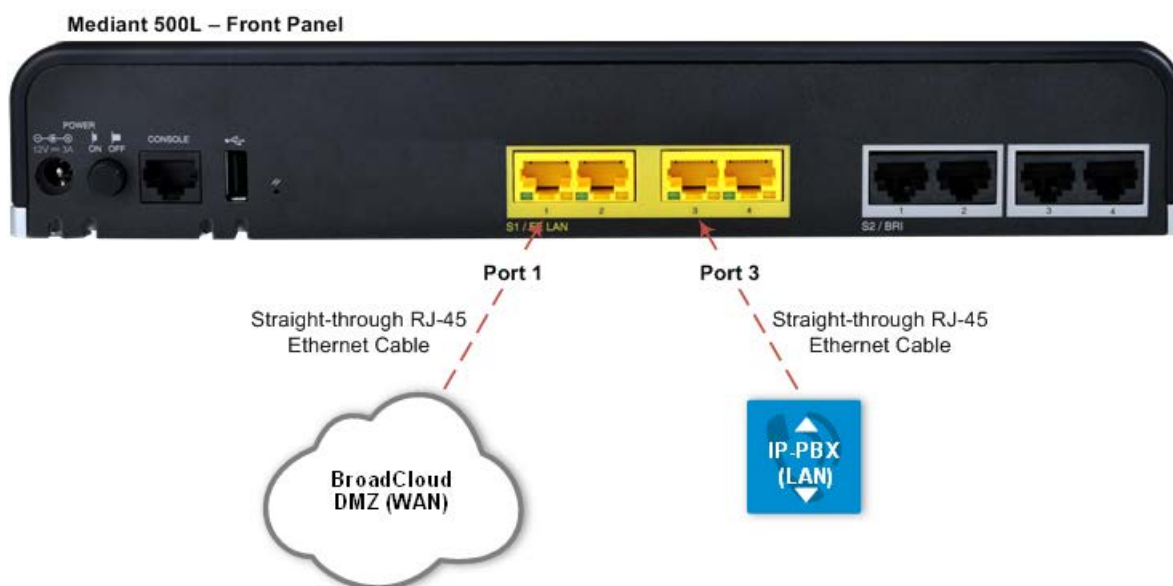 Mediant 500L – Front Panel
POWER
12V 3A
ON OFF
CONSOLE
1
2
3
4
S1 / FE LAN
1
2
3
4
S2 / BRI
Port 1
Port 3
Straight-through RJ-45
Ethernet Cable
Straight-through RJ-45
Ethernet Cable
BroadCloud
DMZ (WAN)
IP-PBX
(LAN)